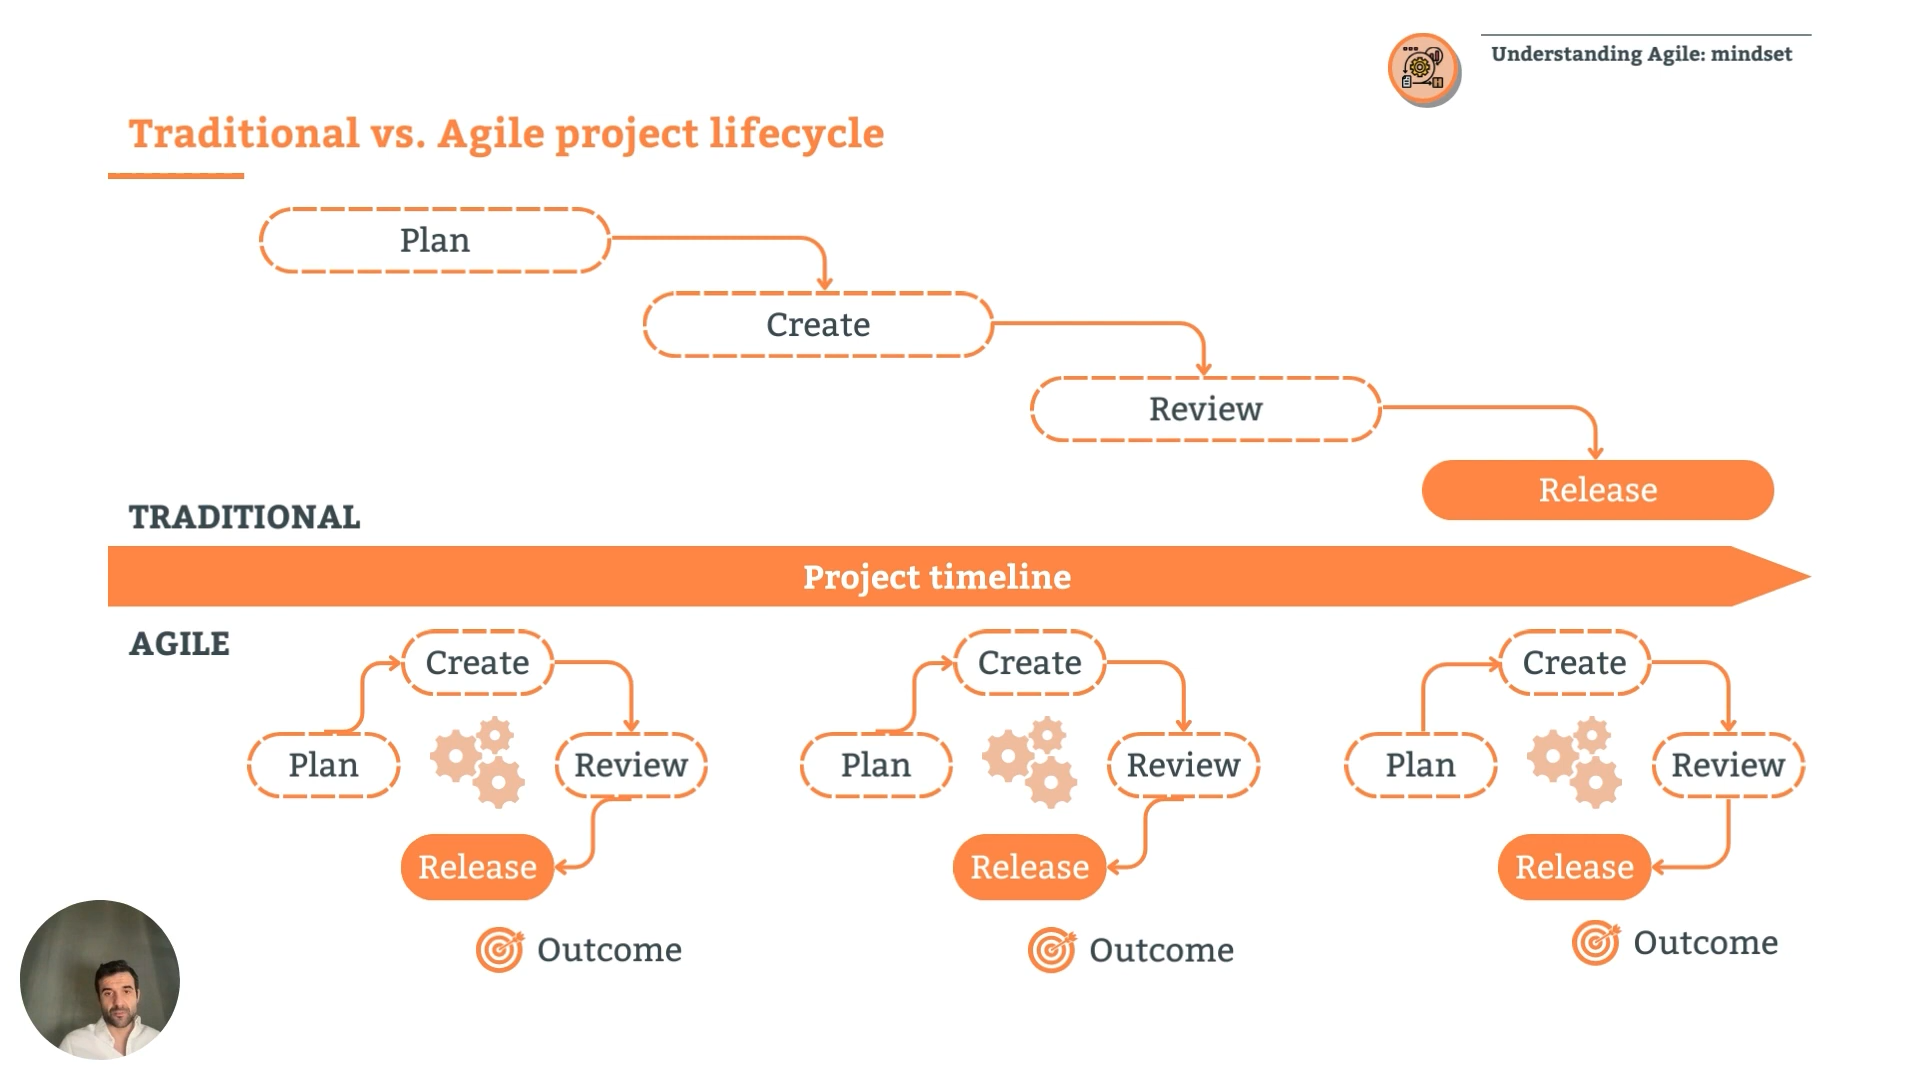 Understanding Agile: mindset
Traditional vs. Agile project lifecycle
Plan
Create
Review
Release
TRADITIONAL
Project timeline
AGILE
Create
Plan
Review
Release
Outcome
Create
Plan
Review
Release
Outcome
Create
Plan
Review
Release
Outcome